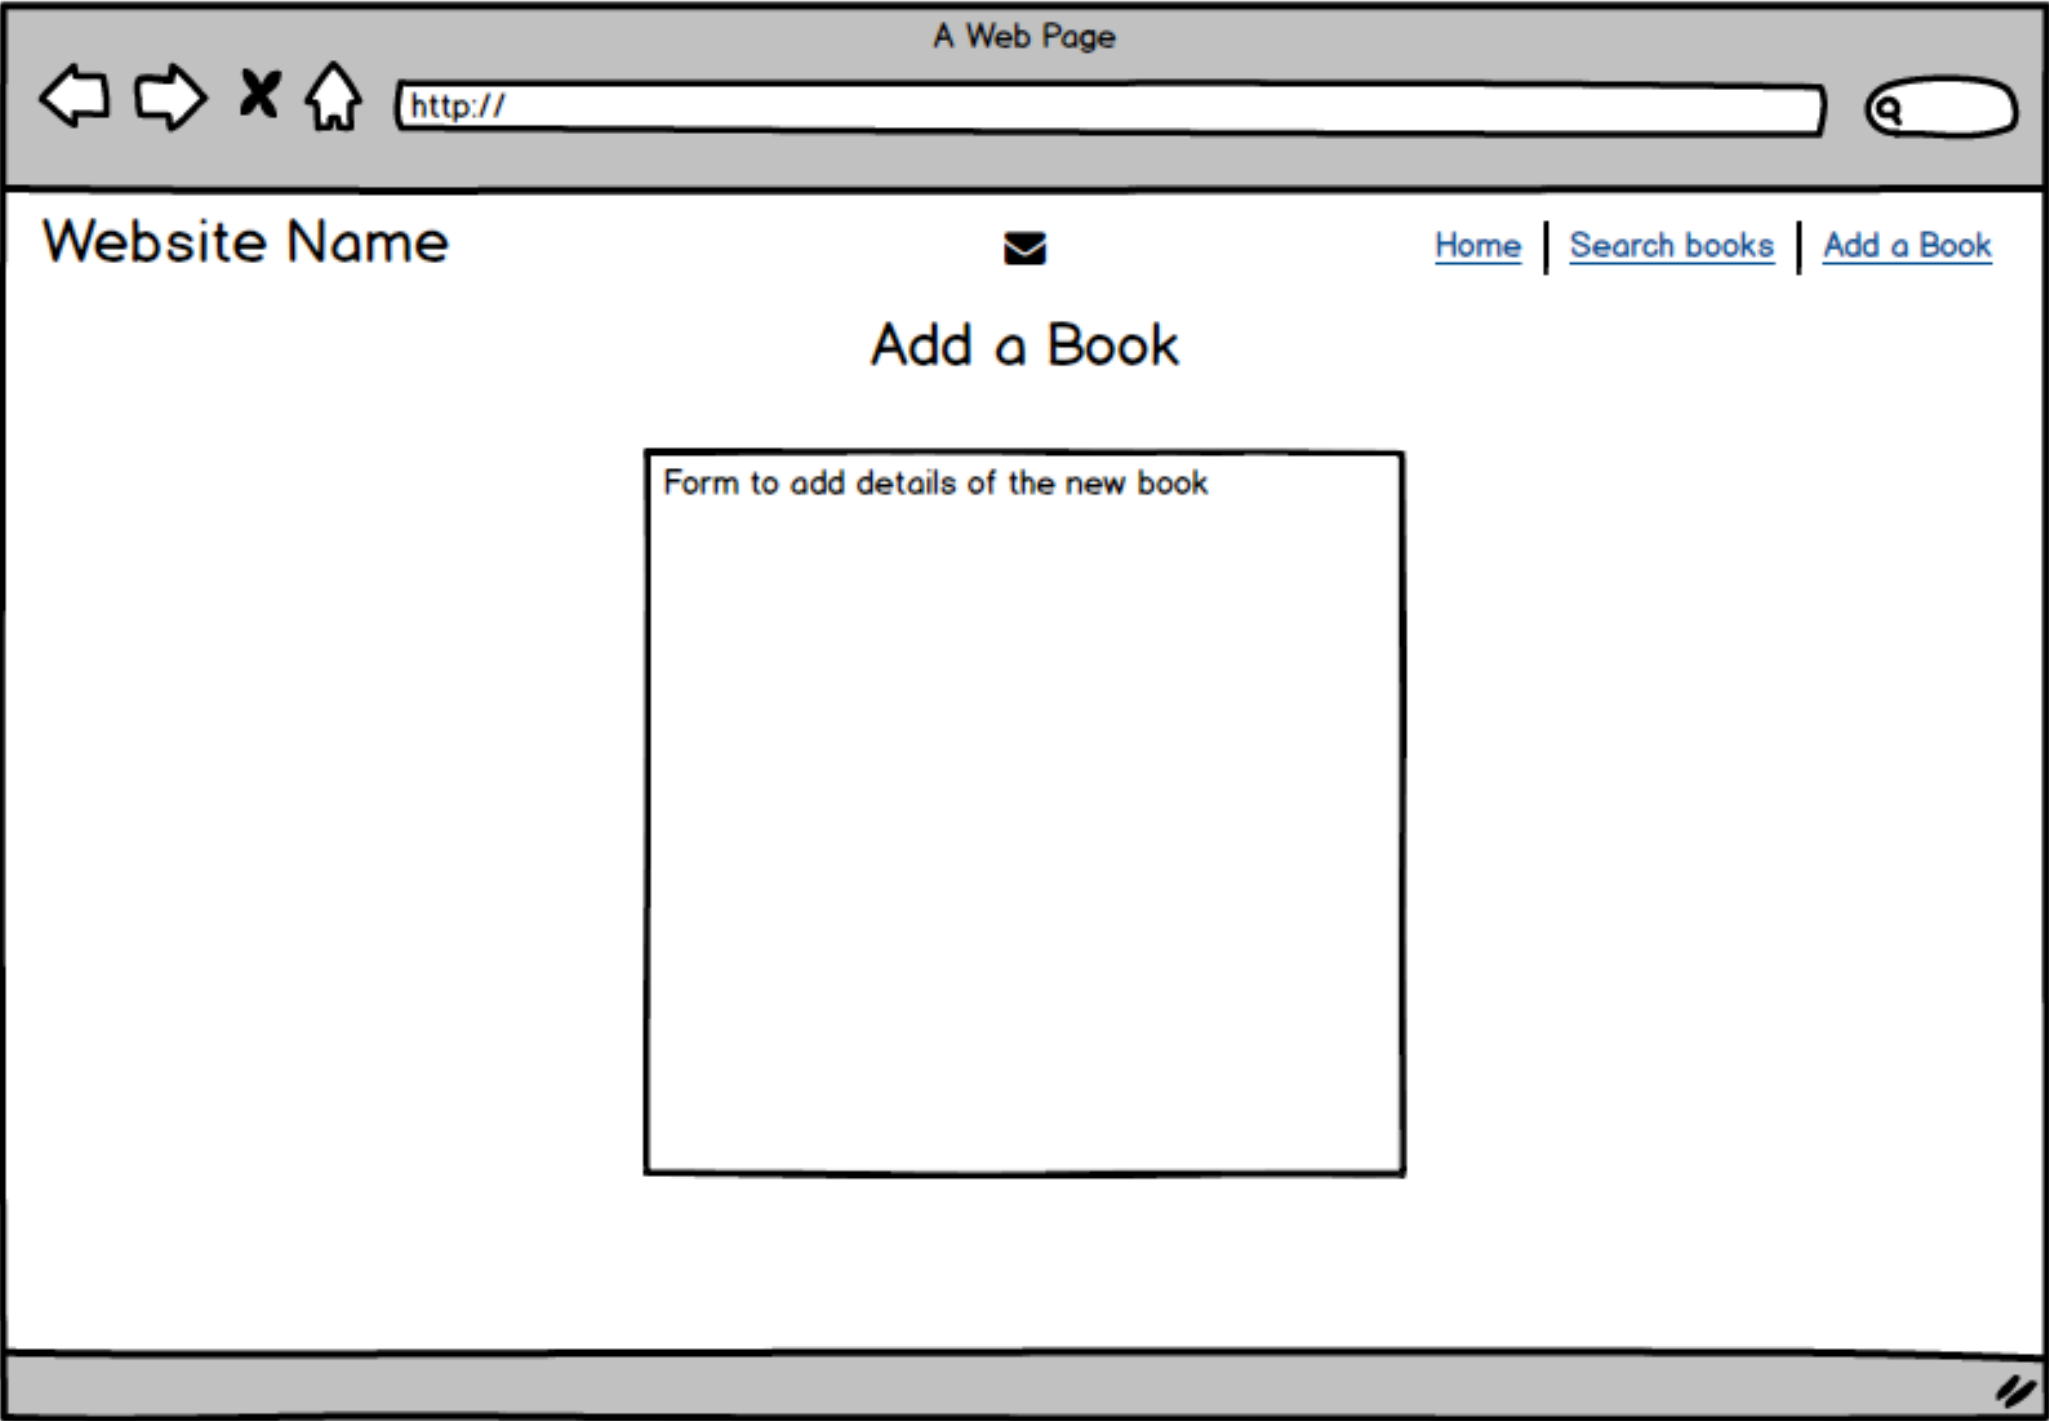 A Web Page
http://
Website Name
Home
Search books
Add a Book
Add a Book
Form to add details of the new book